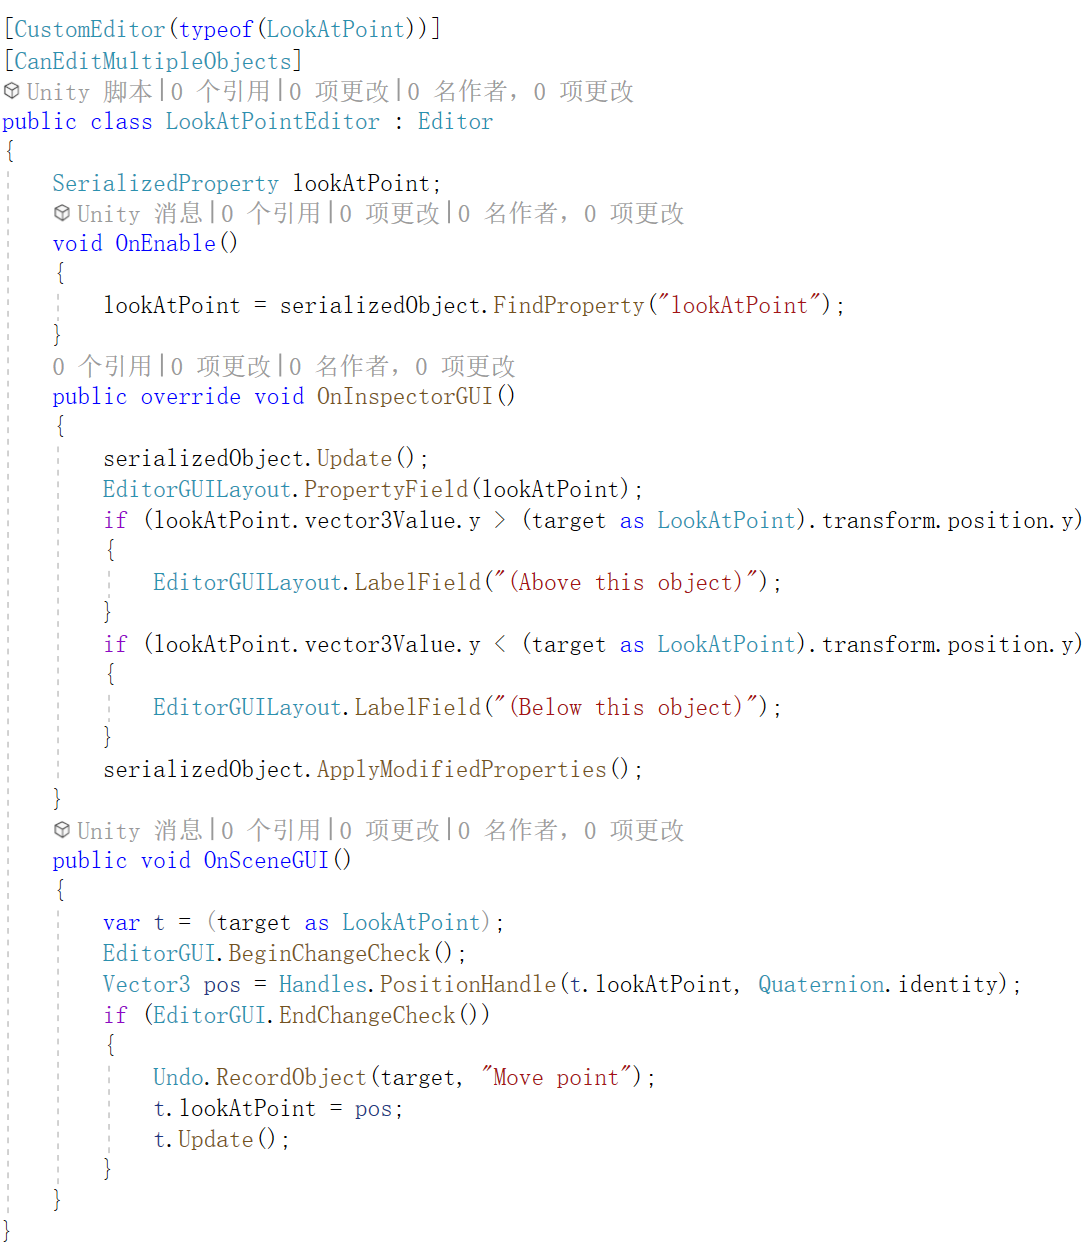 [CustomEditor(typeof(LookAtPoint))]
[CanEditMultipleObjects]
Unity 脚本|0 个引用|0 项更改|0 名作者，0 项更改
public class LookAtPointEditor : Editor
{
    SerializedProperty lookAtPoint;
    Unity 消息|0 个引用|0 项更改|0 名作者，0 项更改
    void OnEnable()
    {
        lookAtPoint = serializedObject.FindProperty("lookAtPoint");
    }
    0 个引用|0 项更改|0 名作者，0 项更改
    public override void OnInspectorGUI()
    {
        serializedObject.Update();
        EditorGUILayout.PropertyField(lookAtPoint);
        if (lookAtPoint.vector3Value.y > (target as LookAtPoint).transform.position.y)
        {
            EditorGUILayout.LabelField("(Above this object)");
        }
        if (lookAtPoint.vector3Value.y < (target as LookAtPoint).transform.position.y)
        {
            EditorGUILayout.LabelField("(Below this object)");
        }
        serializedObject.ApplyModifiedProperties();
    }
    Unity 消息|0 个引用|0 项更改|0 名作者，0 项更改
    public void OnSceneGUI()
    {
        var t = (target as LookAtPoint);
        EditorGUI.BeginChangeCheck();
        Vector3 pos = Handles.PositionHandle(t.lookAtPoint, Quaternion.identity);
        if (EditorGUI.EndChangeCheck())
        {
            Undo.RecordObject(target, "Move point");
            t.lookAtPoint = pos;
            t.Update();
        }
    }
}